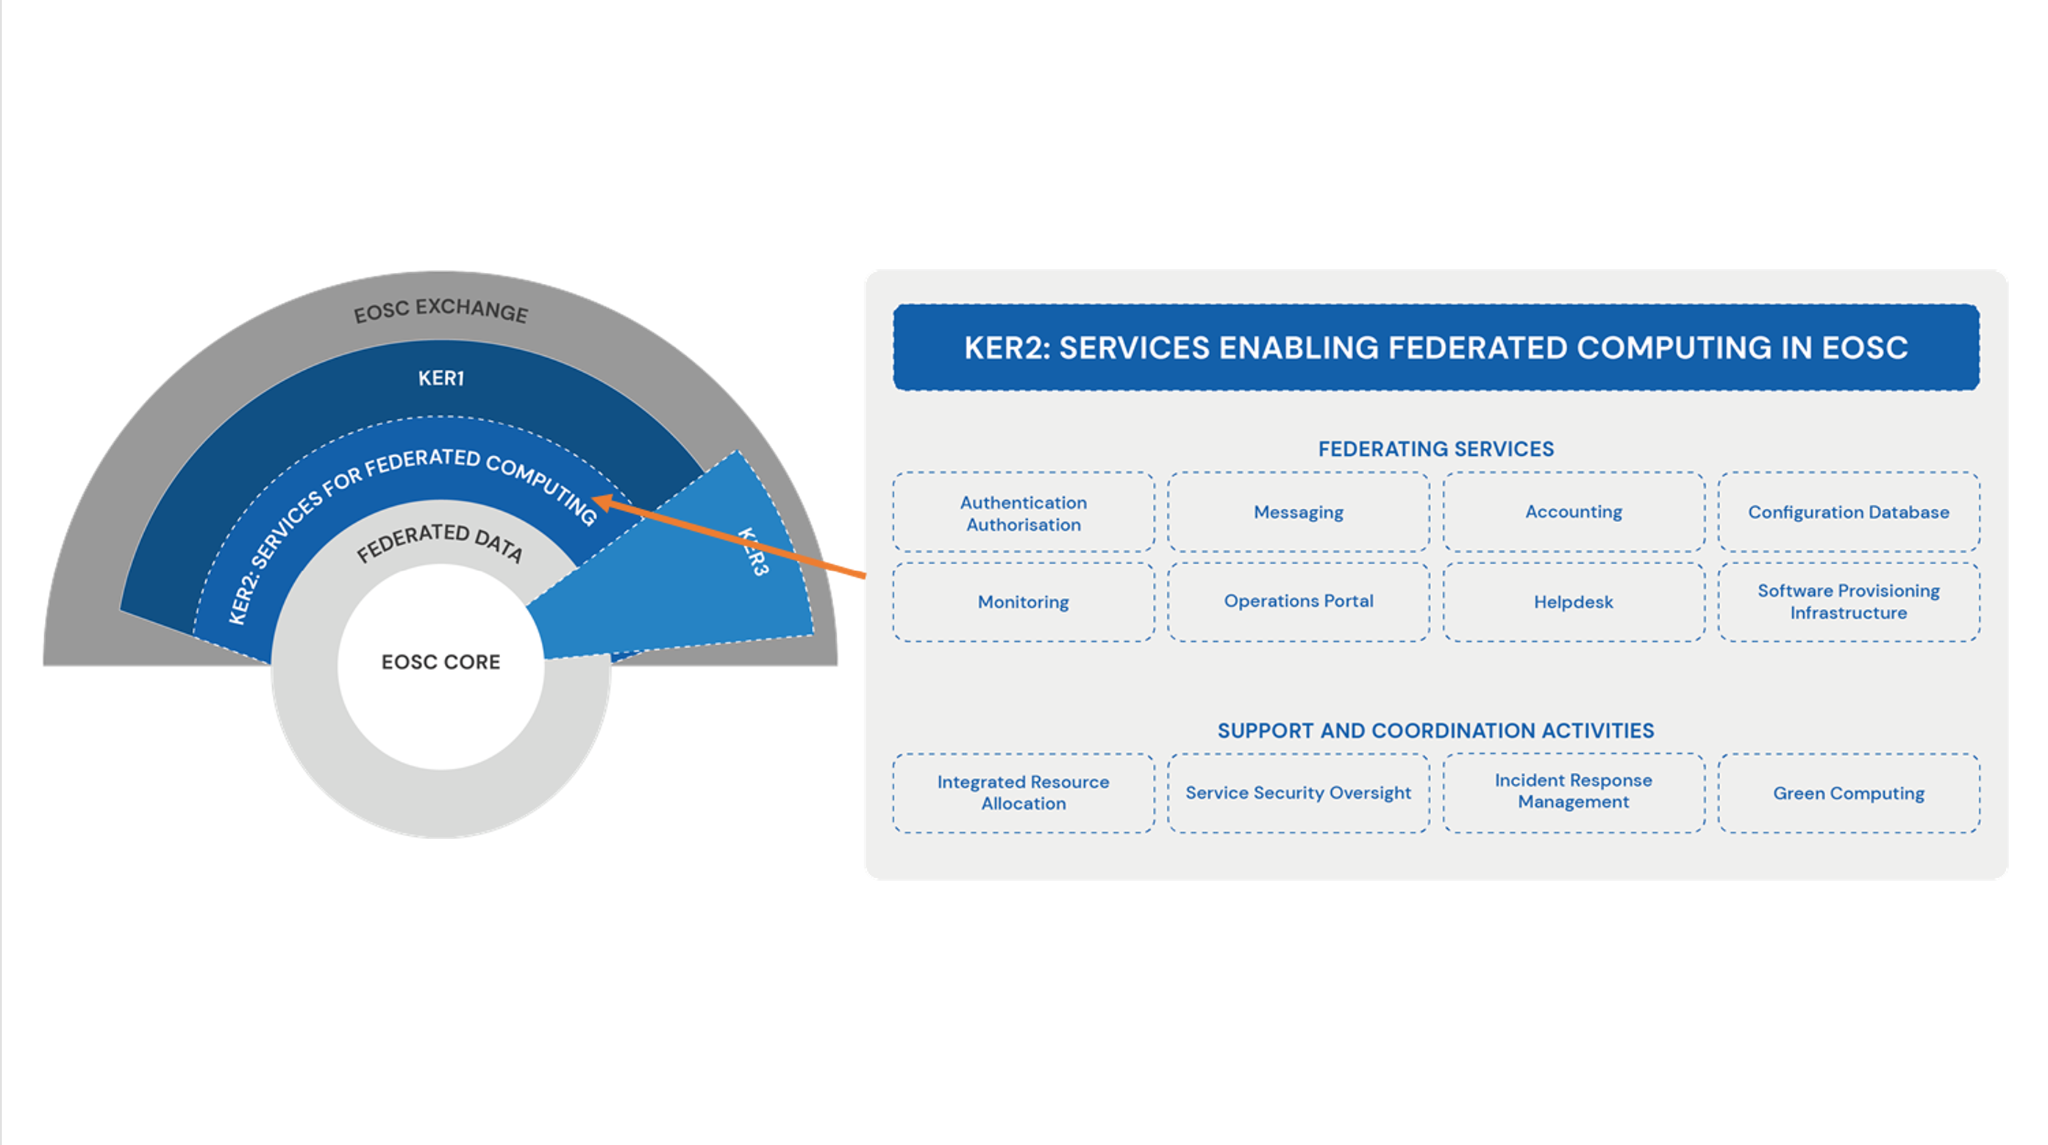 EOSC EXCHANGE
KER1
KER2: SERVICES FOR FEDERATED COMPUTING
FEDERATED DATA
EOSC CORE
KER3
KER2: SERVICES ENABLING FEDERATED COMPUTING IN EOSC
FEDERATING SERVICES
Authentication
Authorisation
Messaging
Accounting
Configuration Database
Monitoring
Operations Portal
Helpdesk
Software Provisioning
Infrastructure
SUPPORT AND COORDINATION ACTIVITIES
Integrated Resource
Allocation
Service Security Oversight
Incident Response
Management
Green Computing